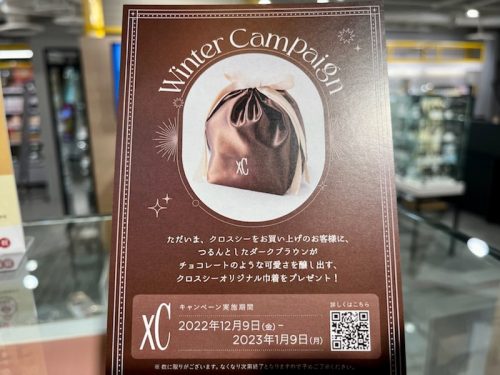 Winter Campaign
xC
ただいま、クロスシーをお買い上げのお客様に、
つるんとしたダークブラウンが
チョコレートのような可愛さを醸し出す、
クロスシーオリジナル巾着をプレゼント！
キャンペーン実施期間
詳しくはこちら
xC
2022年12月9日(金) –
2023年1月9日(月)
※数に限りがございます。なくなり次第終了となりますので予めご了承ください。